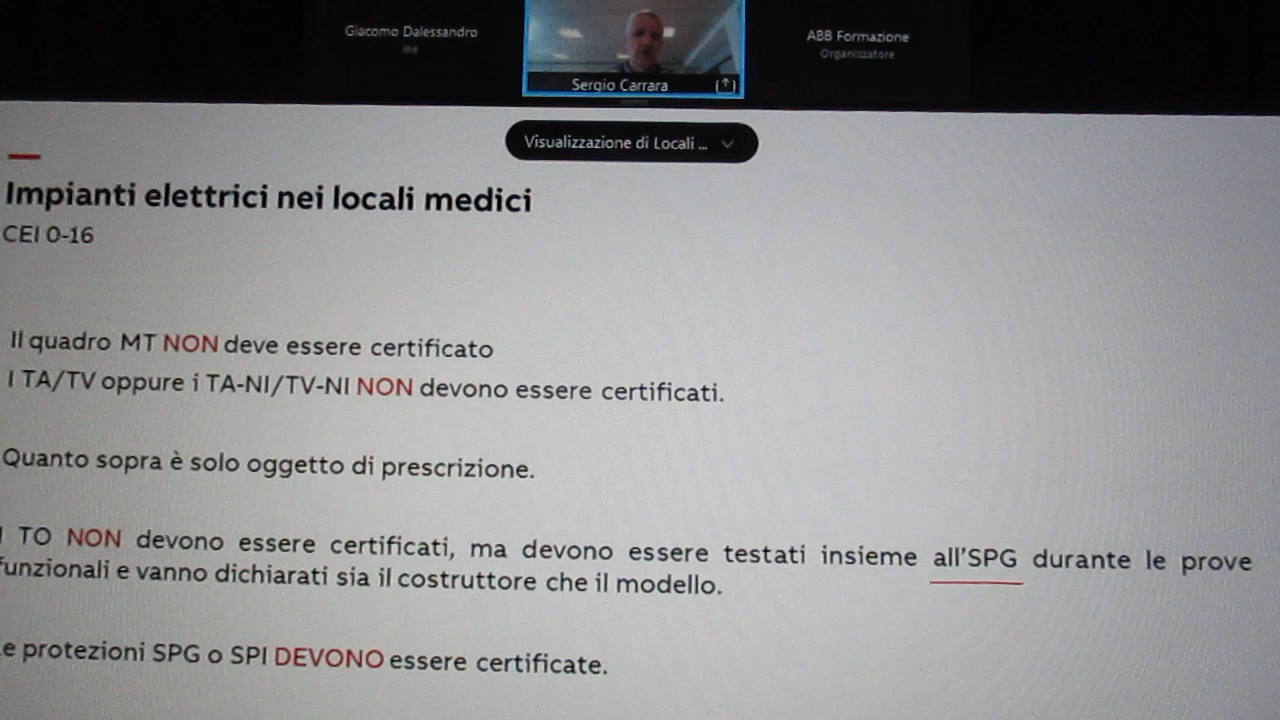 Giacomo Dalessandro
me
Sergio Carrara
ABB Formazione
Organizzatore
Visualizzazione di Locali ...
Impianti elettrici nei locali medici
CEI 0-16
Il quadro MT NON deve essere certificato
I TA/TV oppure i TA-NI/TV-NI NON devono essere certificati.
Quanto sopra è solo oggetto di prescrizione.
I TO NON devono essere certificati, ma devono essere testati insieme all'SPG durante le prove
funzionali e vanno dichiarati sia il costruttore che il modello.
e protezioni SPG o SPI DEVONO essere certificate.